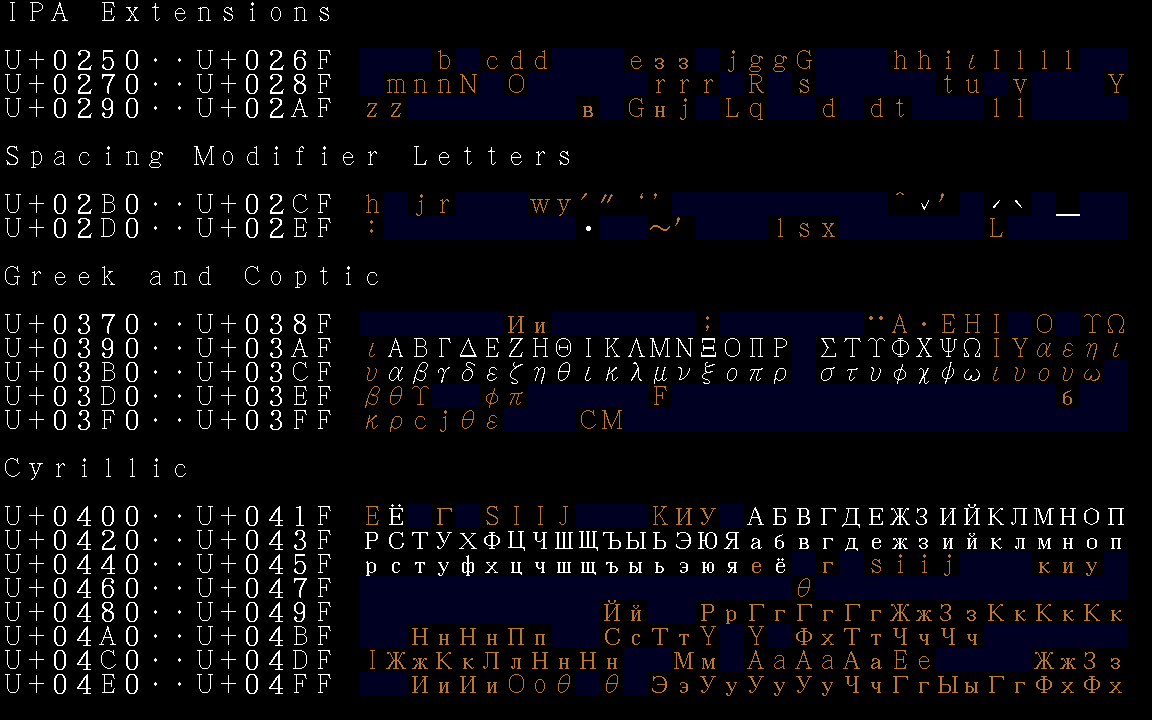 IPA Extensions
U+0250··U+026F b cdd eзз jggG hhiιIlll
U+0270··U+028F mnnN O rrr R s tu v Y
U+0290··U+02AF zz в Gнj Lq d dt ll
Spacing Modifier Letters
U+02B0··U+02CF h jr wy′″ ‘’ ˆ ˇ′ ˊˋ ˍ
U+02D0··U+02EF : · ~′ lsx L
Greek and Coptic
U+0370··U+038F Ии ; ¨Α·ΕΗΙ Ο ΥΩ
U+0390··U+03AF ιΑΒΓΔΕΖΗΘΙΚΛΜΝΞΟΠΡ ΣΤΥΦΧΨΩΙΥαεηι
U+03B0··U+03CF υαβγδεζηθικλμνξοπρ στυφχψωιυουω
U+03D0··U+03EF βθΥ φπ F б
U+03F0··U+03FF κρcjθε CM
Cyrillic
U+0400··U+041F ЕЁ Г SIIJ КИУ АБВГДЕЖЗИЙКЛМНОП
U+0420··U+043F РСТУХФЦЧШЩЪЫЬЭЮЯабвгдежзийклмноп
U+0440··U+045F рстуфхцчшщъыьэюяеё г siij киу
U+0460··U+047F θ
U+0480··U+049F Йй РрГгГгГгЖжЗзКкКкКк
U+04A0··U+04BF НнНнПп СсТтY Y ФхТтЧчЧч
U+04C0··U+04DF IЖжКкЛлНнНн Мм АаАаАаЕе ЖжЗз
U+04E0··U+04FF ИиИиОоθ θ ЭэУуУуУуЧчГгЫыГгФхФх